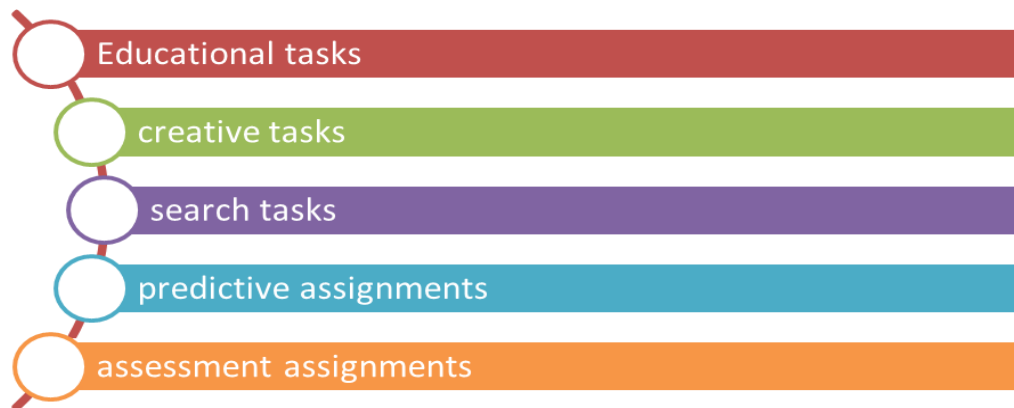 Educational tasks
creative tasks
search tasks
predictive assignments
assessment assignments